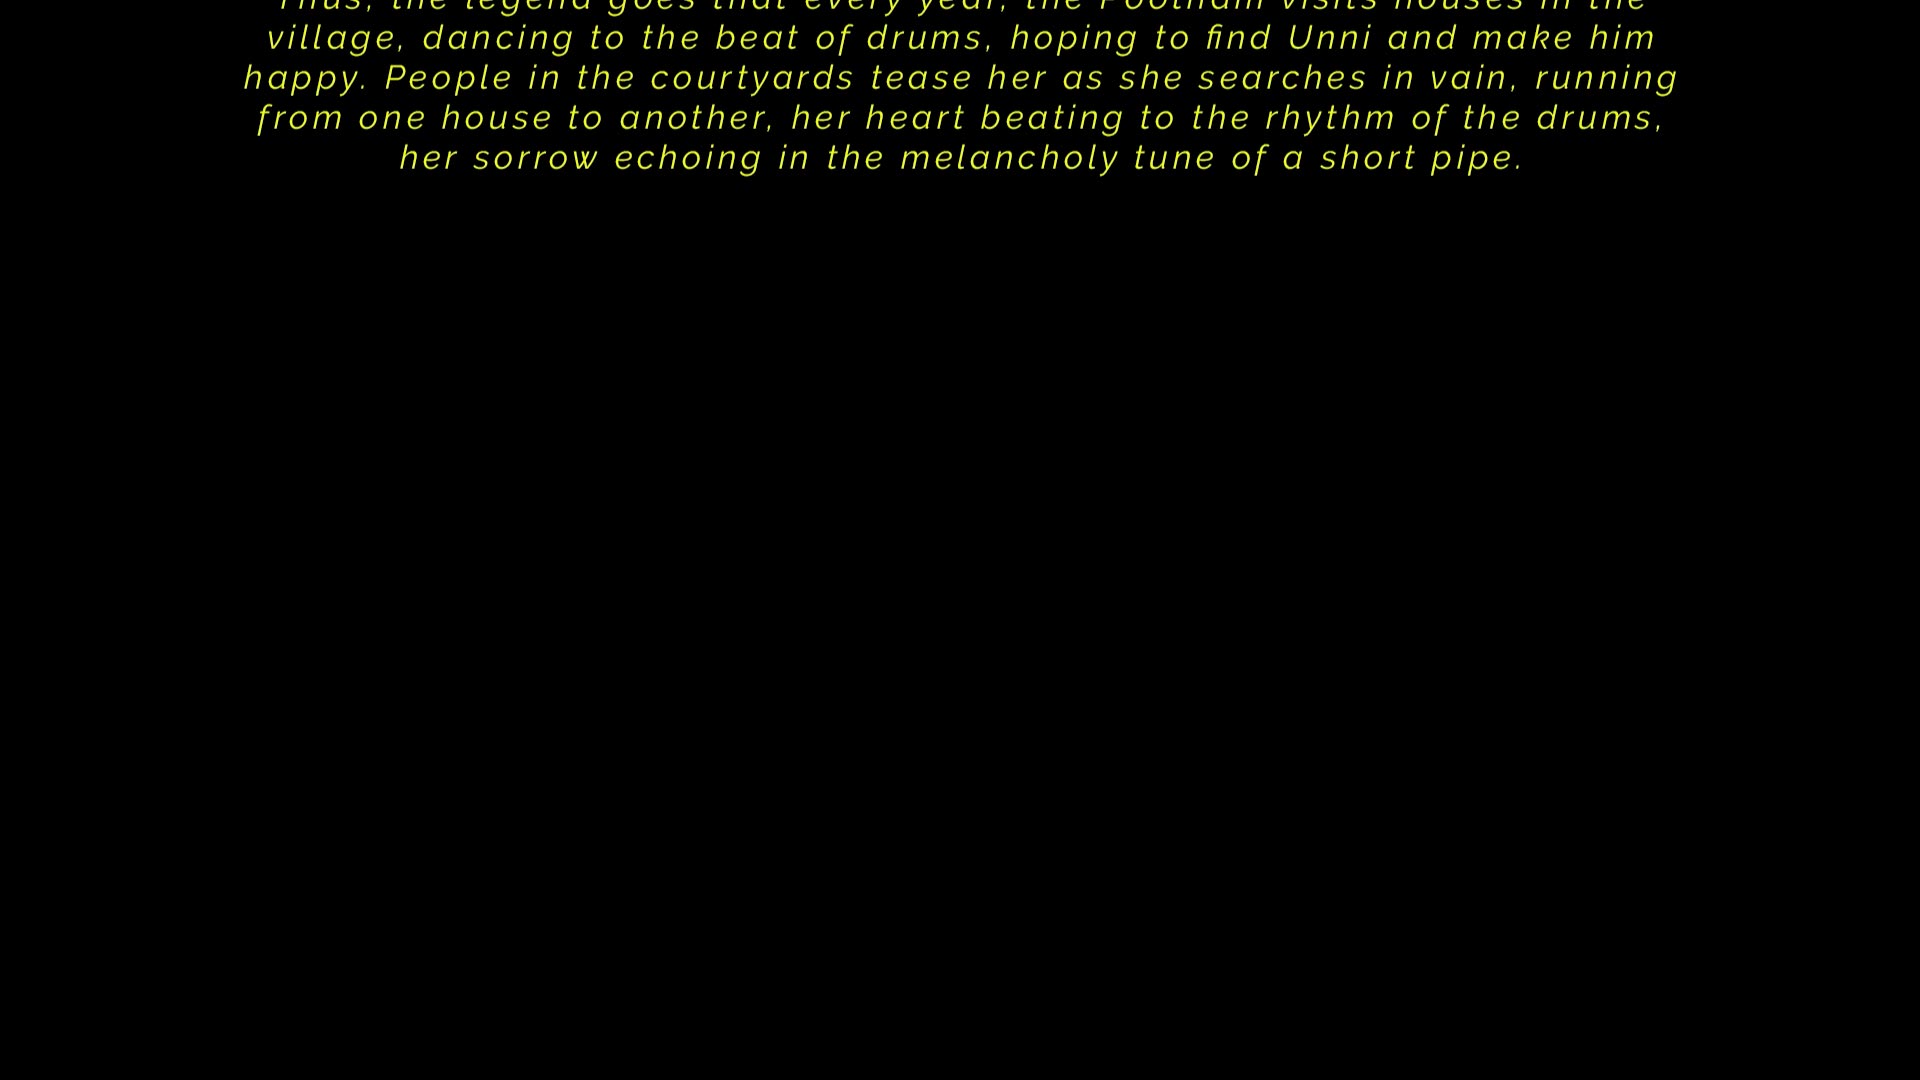 Thus, the legend goes that every year, the Pootham visits houses in the
village, dancing to the beat of drums, hoping to find Unni and make him
happy. People in the courtyards tease her as she searches in vain, running
from one house to another, her heart beating to the rhythm of the drums,
her sorrow echoing in the melancholy tune of a short pipe.